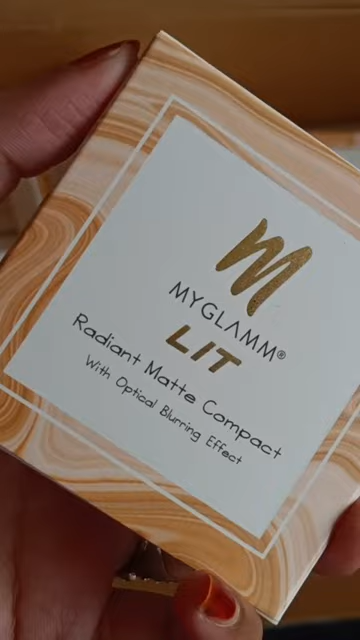 M
MYGLAMM®
LIT
Radiant Matte Compact
With Optical Blurring Effect